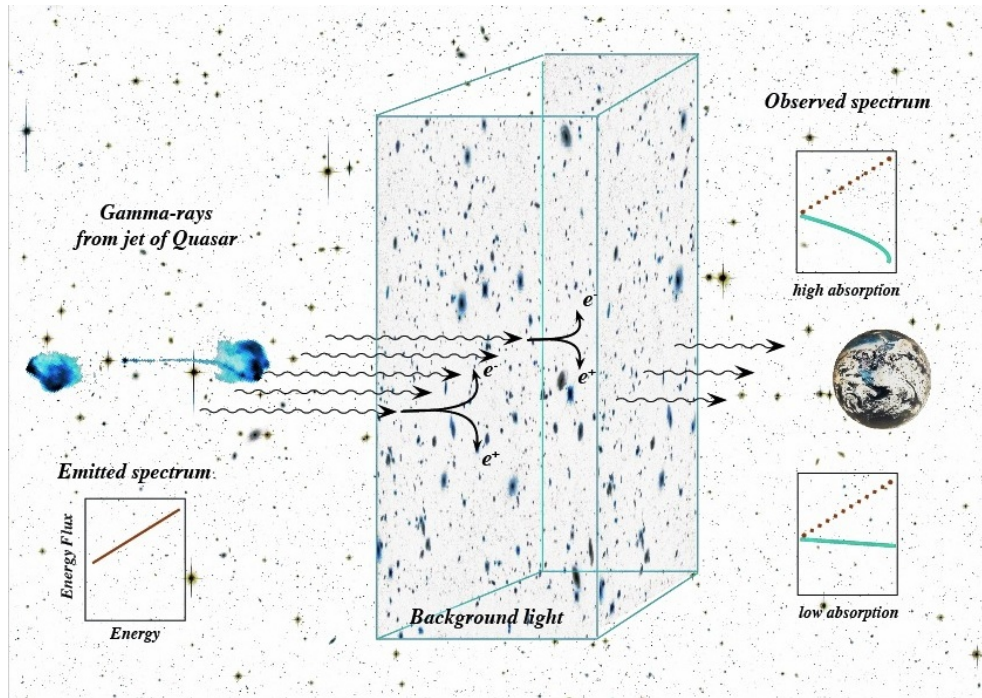 Observed spectrum
high absorption
Gamma-rays
from jet of Quasar
e-
e+
e-
e+
Emitted spectrum
Energy Flux
Energy
Background light
low absorption